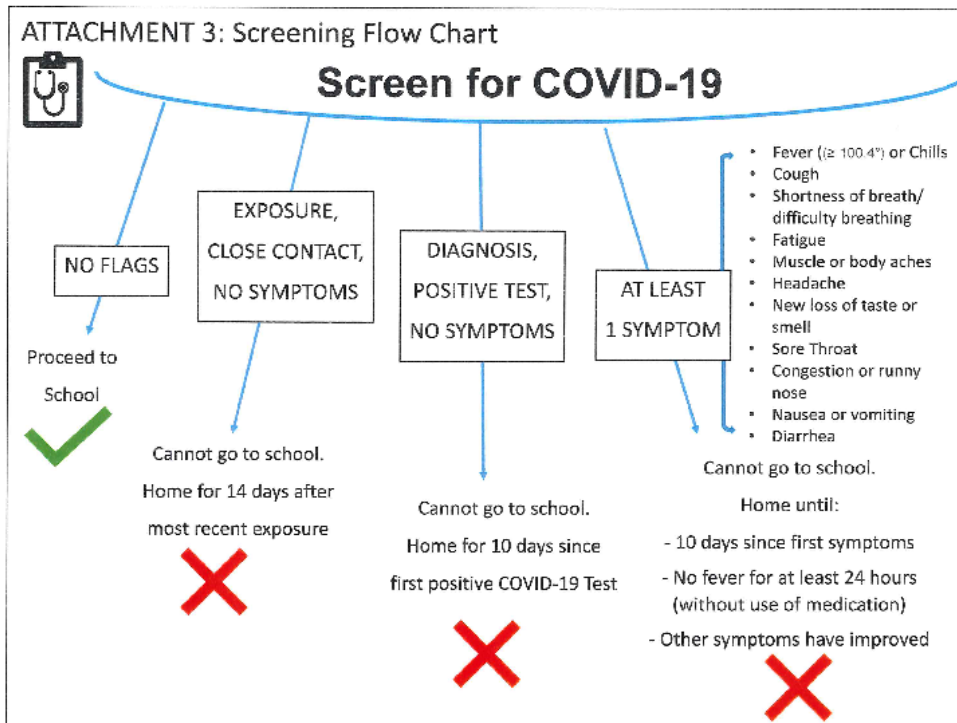 ATTACHMENT 3: Screening Flow Chart
Screen for COVID-19
NO FLAGS
Proceed to
School
EXPOSURE,
CLOSE CONTACT,
NO SYMPTOMS
Cannot go to school.
Home for 14 days after
most recent exposure
DIAGNOSIS,
POSITIVE TEST,
NO SYMPTOMS
Cannot go to school.
Home for 10 days since
first positive COVID-19 Test
AT LEAST
1 SYMPTOM
• Fever ((≥ 100.4°) or Chills
• Cough
• Shortness of breath/
difficulty breathing
• Fatigue
• Muscle or body aches
• Headache
• New loss of taste or
smell
• Sore Throat
• Congestion or runny
nose
• Nausea or vomiting
• Diarrhea
Cannot go to school.
Home until:
- 10 days since first symptoms
- No fever for at least 24 hours
(without use of medication)
- Other symptoms have improved